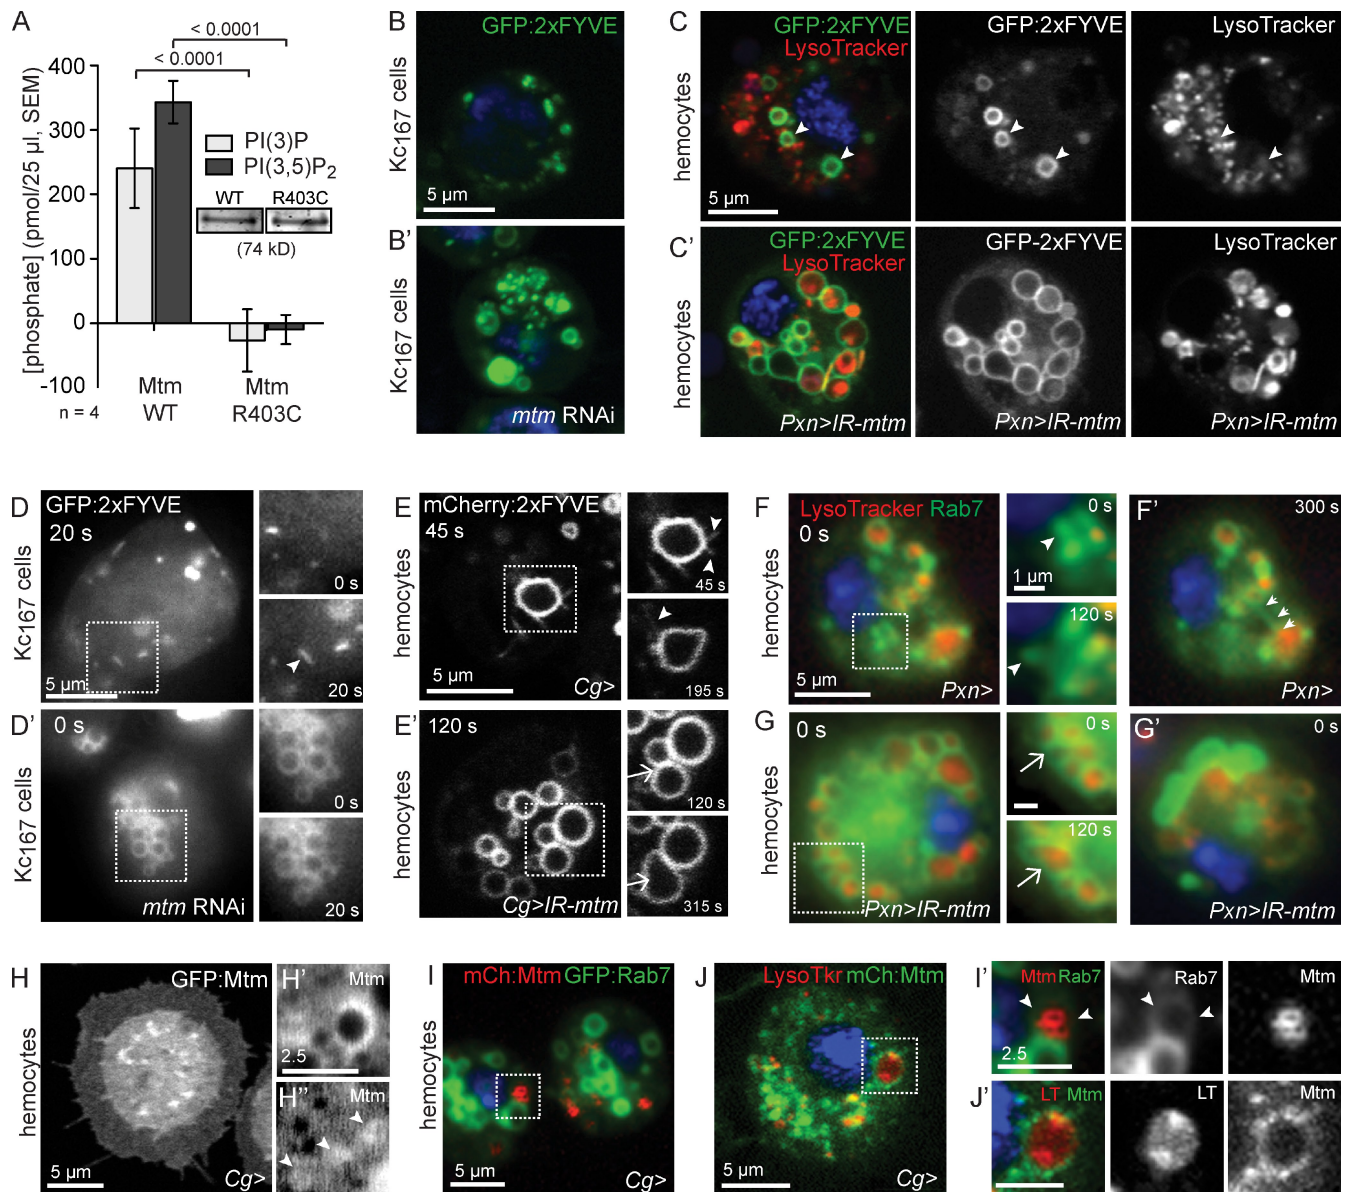 A
< 0.0001
< 0.0001
[phosphate] (pmol/25 µl, SEM)
400
300
200
100
0
-100
PI(3)P
PI(3,5)P2
WT
R403C
(74 kD)
Mtm
WT
Mtm
R403C
n = 4
B
GFP:2xFYVE
Kc167 cells
5 µm
B'
Kc167 cells
mtm RNAi
C
GFP:2xFYVE
LysoTracker
hemocytes
5 µm
GFP:2xFYVE
LysoTracker
C'
GFP:2xFYVE
LysoTracker
hemocytes
Pxn>IR-mtm
GFP-2xFYVE
Pxn>IR-mtm
LysoTracker
Pxn>IR-mtm
D
GFP:2xFYVE
20 s
Kc167 cells
5 µm
0 s
20 s
D'
0 s
Kc167 cells
mtm RNAi
0 s
20 s
E
mCherry:2xFYVE
45 s
hemocytes
5 µm
Cg>
45 s
195 s
E'
120 s
hemocytes
Cg>IR-mtm
120 s
315 s
F
LysoTracker Rab7
0 s
hemocytes
5 µm
Pxn>
0 s
1 µm
120 s
F'
300 s
Pxn>
G
0 s
hemocytes
Pxn>IR-mtm
0 s
120 s
G'
0 s
Pxn>IR-mtm
H
GFP:Mtm
hemocytes
5 µm
Cg>
H'
Mtm
2.5
H''
Mtm
I
mCh:Mtm GFP:Rab7
hemocytes
5 µm
Cg>
J
LysoTkr mCh:Mtm
5 µm
Cg>
I'
Mtm Rab7
2.5
Rab7
Mtm
J'
LT Mtm
LT
Mtm